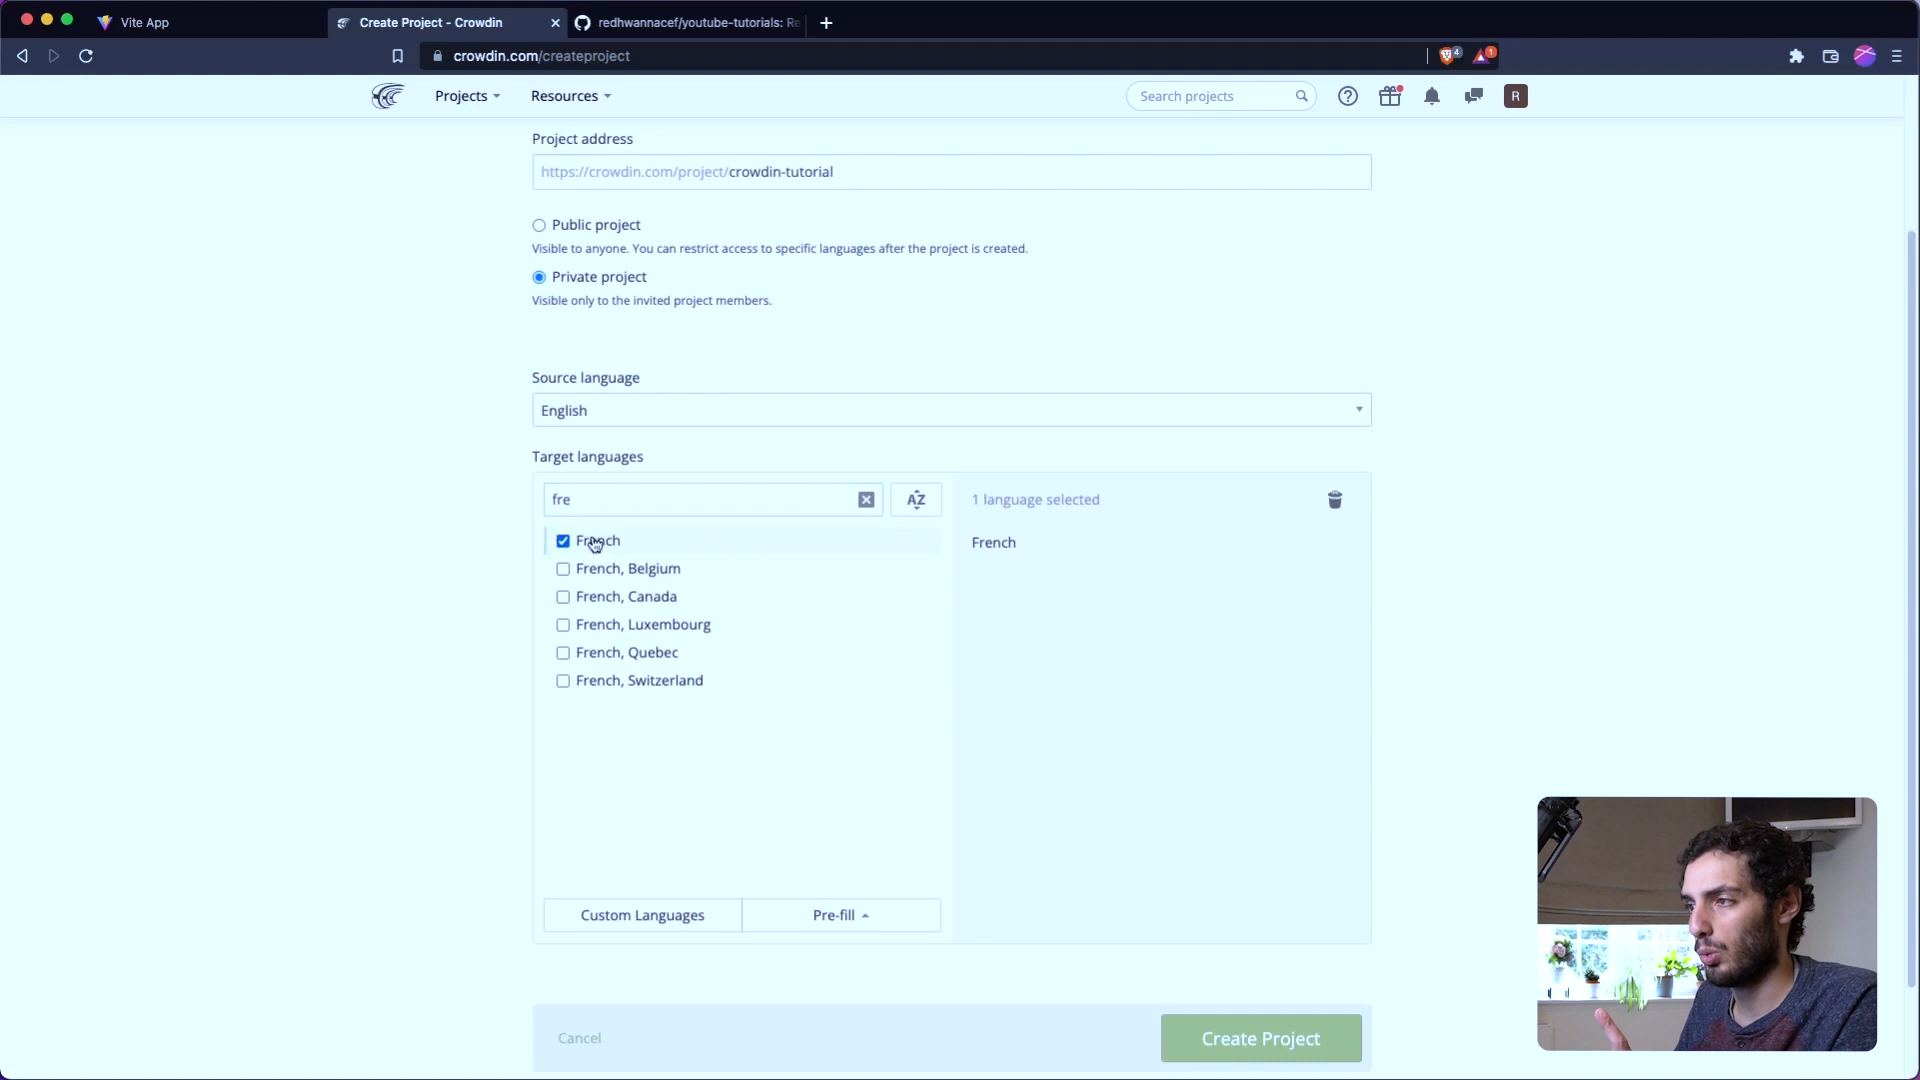 Vite App
Create Project - Crowdin
redhwannacef/youtube-tutorials: Re
crowdin.com/createproject
4
1
Projects
Resources
Search projects
R
Project address
https://crowdin.com/project/crowdin-tutorial
Public project
Visible to anyone. You can restrict access to specific languages after the project is created.
Private project
Visible only to the invited project members.
Source language
English
Target languages
fre
AZ
1 language selected
French
French
French, Belgium
French, Canada
French, Luxembourg
French, Quebec
French, Switzerland
Custom Languages
Pre-fill
Cancel
Create Project